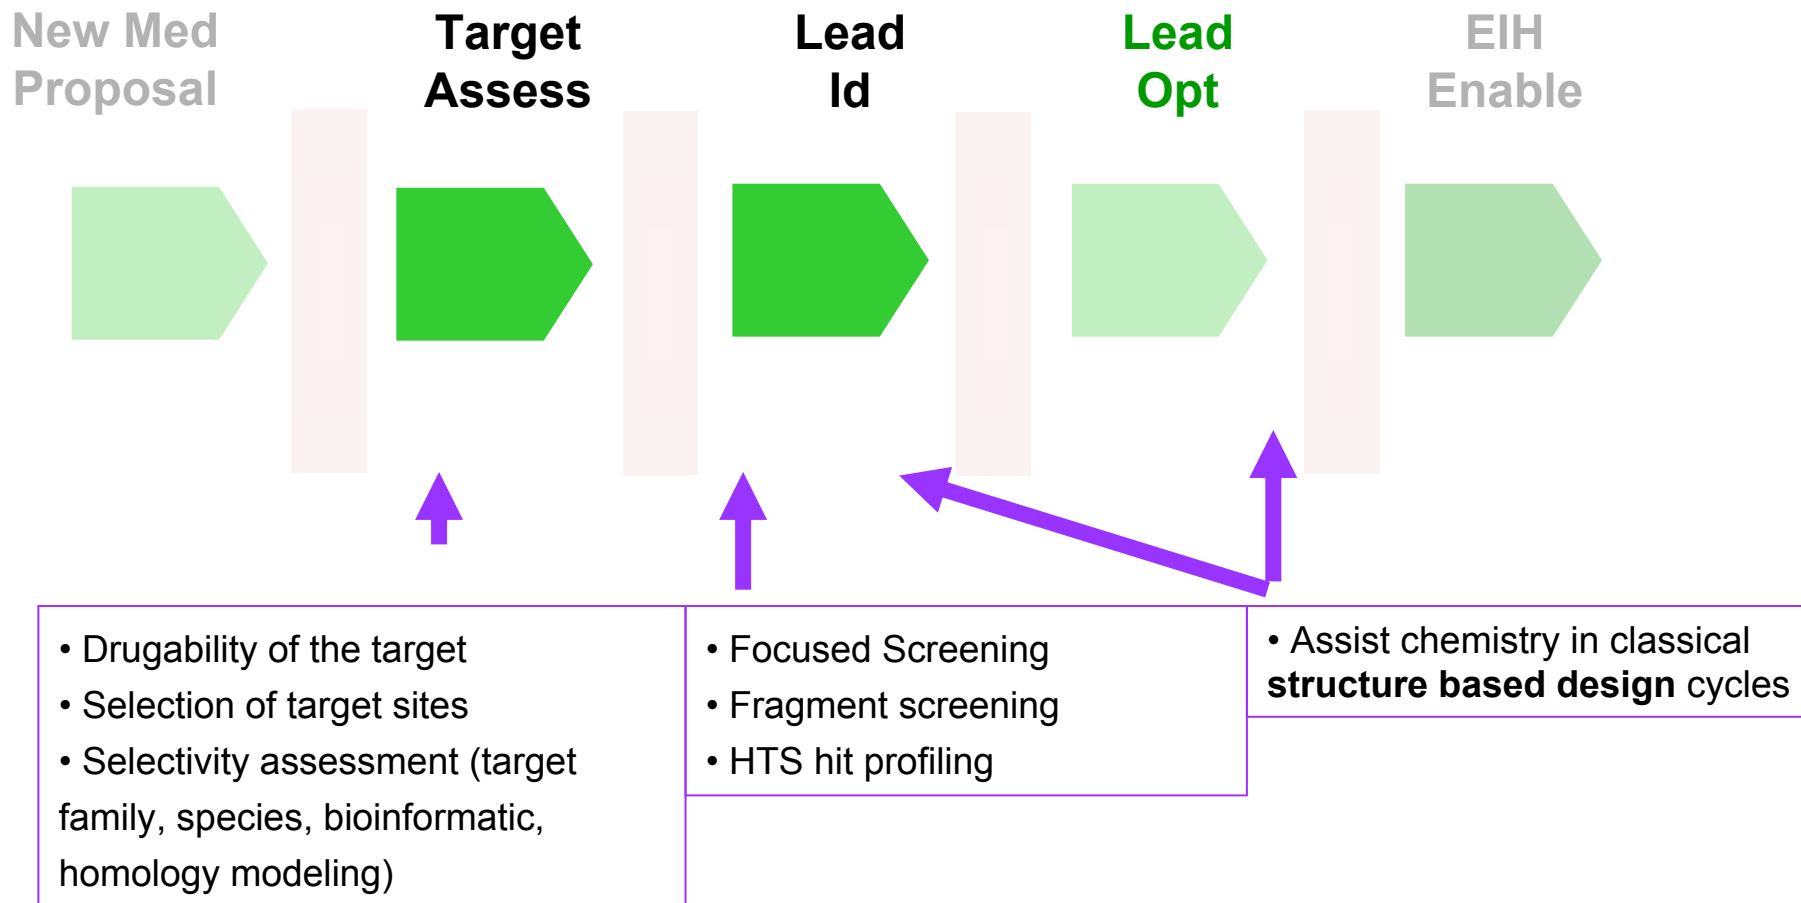 New Med
Proposal
Target
Assess
Lead
Id
Lead
Opt
EIH
Enable
• Drugability of the target
• Selection of target sites
• Selectivity assessment (target
family, species, bioinformatic,
homology modeling)
• Focused Screening
• Fragment screening
• HTS hit profiling
• Assist chemistry in classical
structure based design cycles